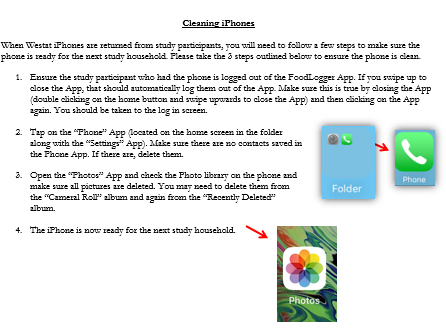 Cleaning iPhones
When Westat iPhones are returned from study participants, you will need to follow a few steps to make sure the
phone is ready for the next study household. Please take the 3 steps outlined below to ensure the phone is clean.
1. Ensure the study participant who had the phone is logged out of the FoodLogger App. If you swipe up to
close the App, that should automatically log them out of the App. Make sure this is true by closing the App
(double clicking on the home button and swipe upwards to close the App) and then clicking on the App
again. You should be taken to the log in screen.
2. Tap on the "Phone" App (located on the home screen in the folder
along with the "Settings" App). Make sure there are no contacts saved in
the Phone App. If there are, delete them.
Folder
Phone
3. Open the "Photos" App and check the Photo library on the phone and
make sure all pictures are deleted. You may need to delete them from
the "Cameral Roll" album and again from the "Recently Deleted"
album.
4. The iPhone is now ready for the next study household.
Photos